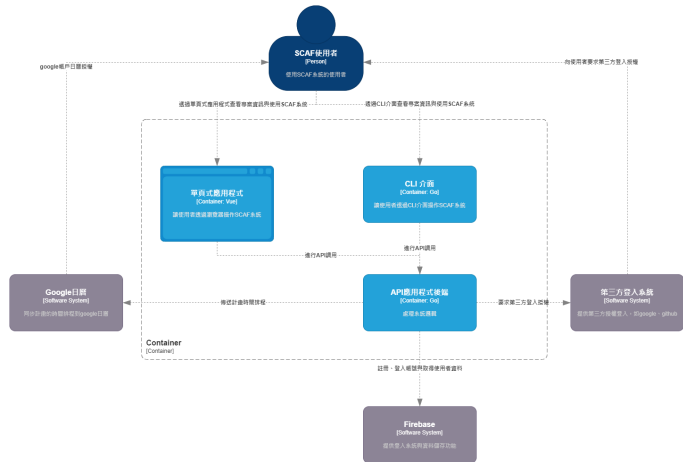 SCAF使用者
[Person]
使用SCAF系統的使用者
google帳戶日曆授權
向使用者要求第三方登入授權
透過單頁式應用程式查看專案資訊與使用SCAF系統
透過CLI介面查看專案資訊與使用SCAF系統
單頁式應用程式
[Container: Vue]
讓使用者透過瀏覽器操作SCAF系統
CLI 介面
[Container: Go]
讓使用者透過CLI介面操作SCAF系統
進行API調用
進行API調用
Google日曆
[Software System]
同步計畫的時間排程到google日曆
傳送計畫時間排程
API應用程式後端
[Container: Go]
處理系統邏輯
要求第三方登入授權
第三方登入系統
[Software System]
提供第三方授權登入，如google、github
Container
[Container]
註冊、登入帳號與取得使用者資料
Firebase
[Software System]
提供登入系統與資料儲存功能